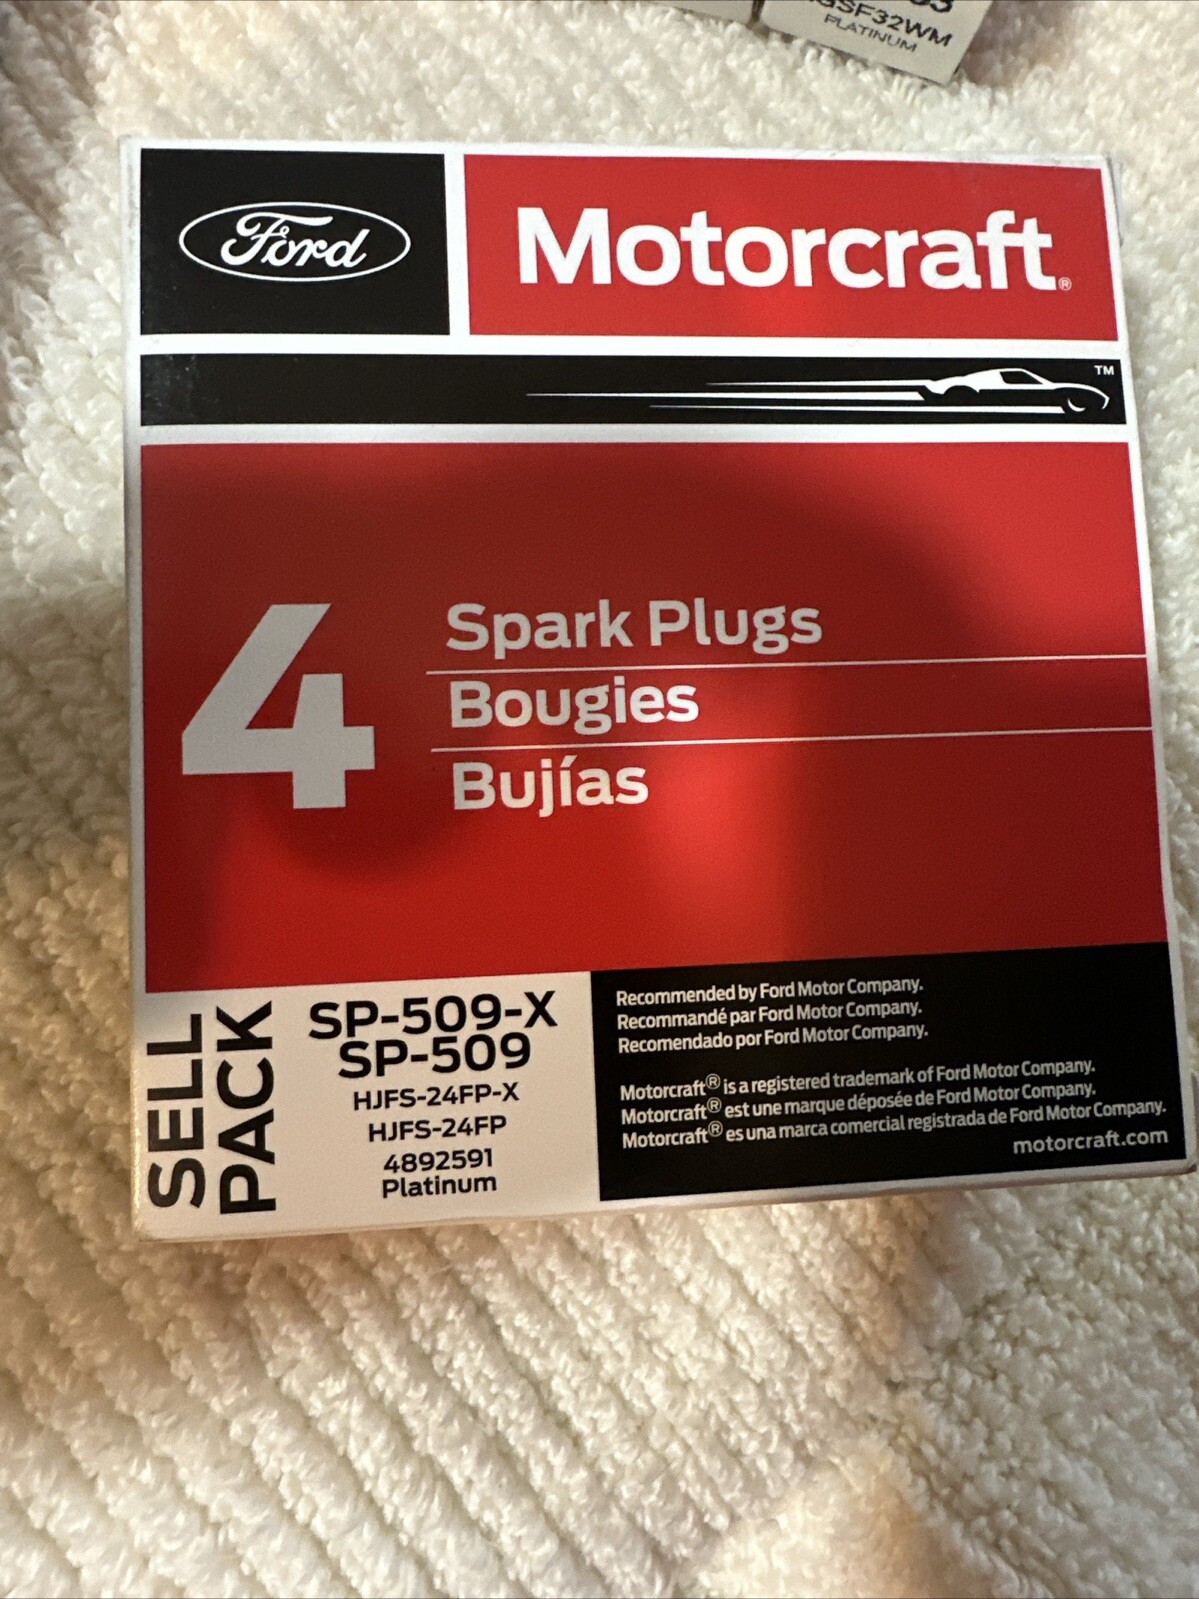 PLATINUM
Ford
Motorcraft®
TM
4
Spark Plugs
Bougies
Bujías
SELL
PACK
SP-509-X
SP-509
HJFS-24FP-X
HJFS-24FP
4892591
Platinum
Recommended by Ford Motor Company.
Recommandé par Ford Motor Company.
Recomendado por Ford Motor Company.
Motorcraft® is a registered trademark of Ford Motor Company.
Motorcraft® est une marque déposée de Ford Motor Company.
Motorcraft® es una marca comercial registrada de Ford Motor Company.
motorcraft.com